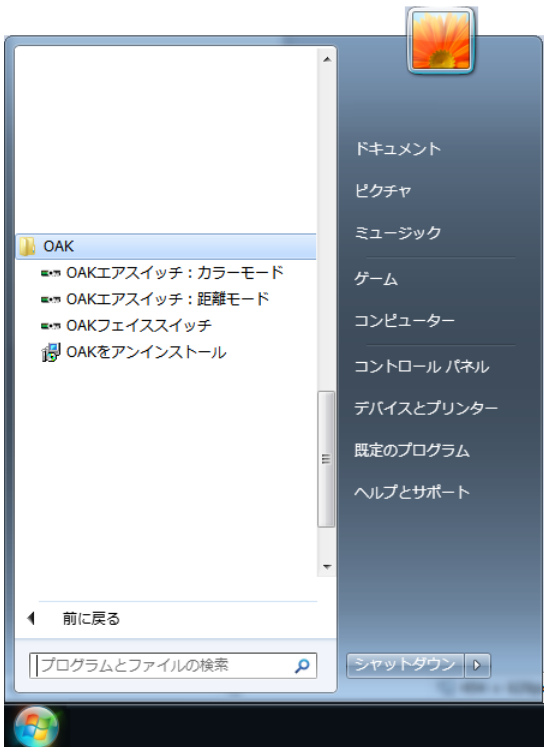 OAK
OAKエアスイッチ：カラーモード
OAKエアスイッチ：距離モード
OAKフェイススイッチ
OAKをアンインストール
前に戻る
プログラムとファイルの検索
ドキュメント
ピクチャ
ミュージック
ゲーム
コンピューター
コントロール パネル
デバイスとプリンター
既定のプログラム
ヘルプとサポート
シャットダウン